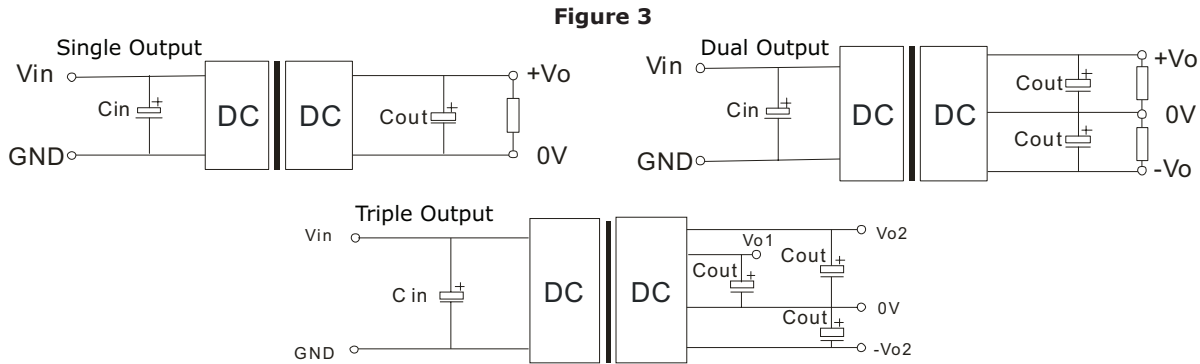 Figure 3
Single Output
Vin
Cin
GND
DC
DC
Cout
+
+
+Vo
0V
Dual Output
Vin
Cin
+
GND
DC
DC
Cout
+
Cout
+
+Vo
0V
-Vo
Triple Output
Vin
C in
+
GND
DC
DC
Vo1
Cout
+
Cout
+
Cout
+
Vo2
0V
-Vo2